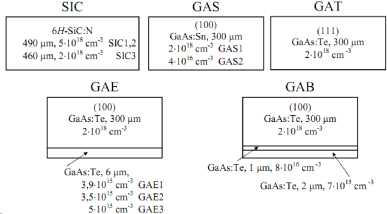 SIC
6H-SiC:N
490 μm, 5·10¹⁸ cm⁻³ SIC1,2
460 μm, 2·10¹⁸ cm⁻³ SIC3
GAS
(100)
GaAs:Sn, 300 μm
2·10¹⁸ cm⁻³ GAS1
4·10¹⁶ cm⁻³ GAS2
GAT
(111)
GaAs:Te, 300 μm
2·10¹⁸ cm⁻³
GAE
(100)
GaAs:Te, 300 μm
2·10¹⁸ cm⁻³
GaAs:Te, 6 μm,
3,9·10¹⁵ cm⁻³ GAE1
3,5·10¹⁵ cm⁻³ GAE2
5·10¹⁵ cm⁻³ GAE3
GAB
(100)
GaAs:Te, 300 μm
2·10¹⁸ cm⁻³
GaAs:Te, 1 μm, 8·10¹⁶ cm⁻³
GaAs:Te, 2 μm, 7·10¹⁵ cm⁻³